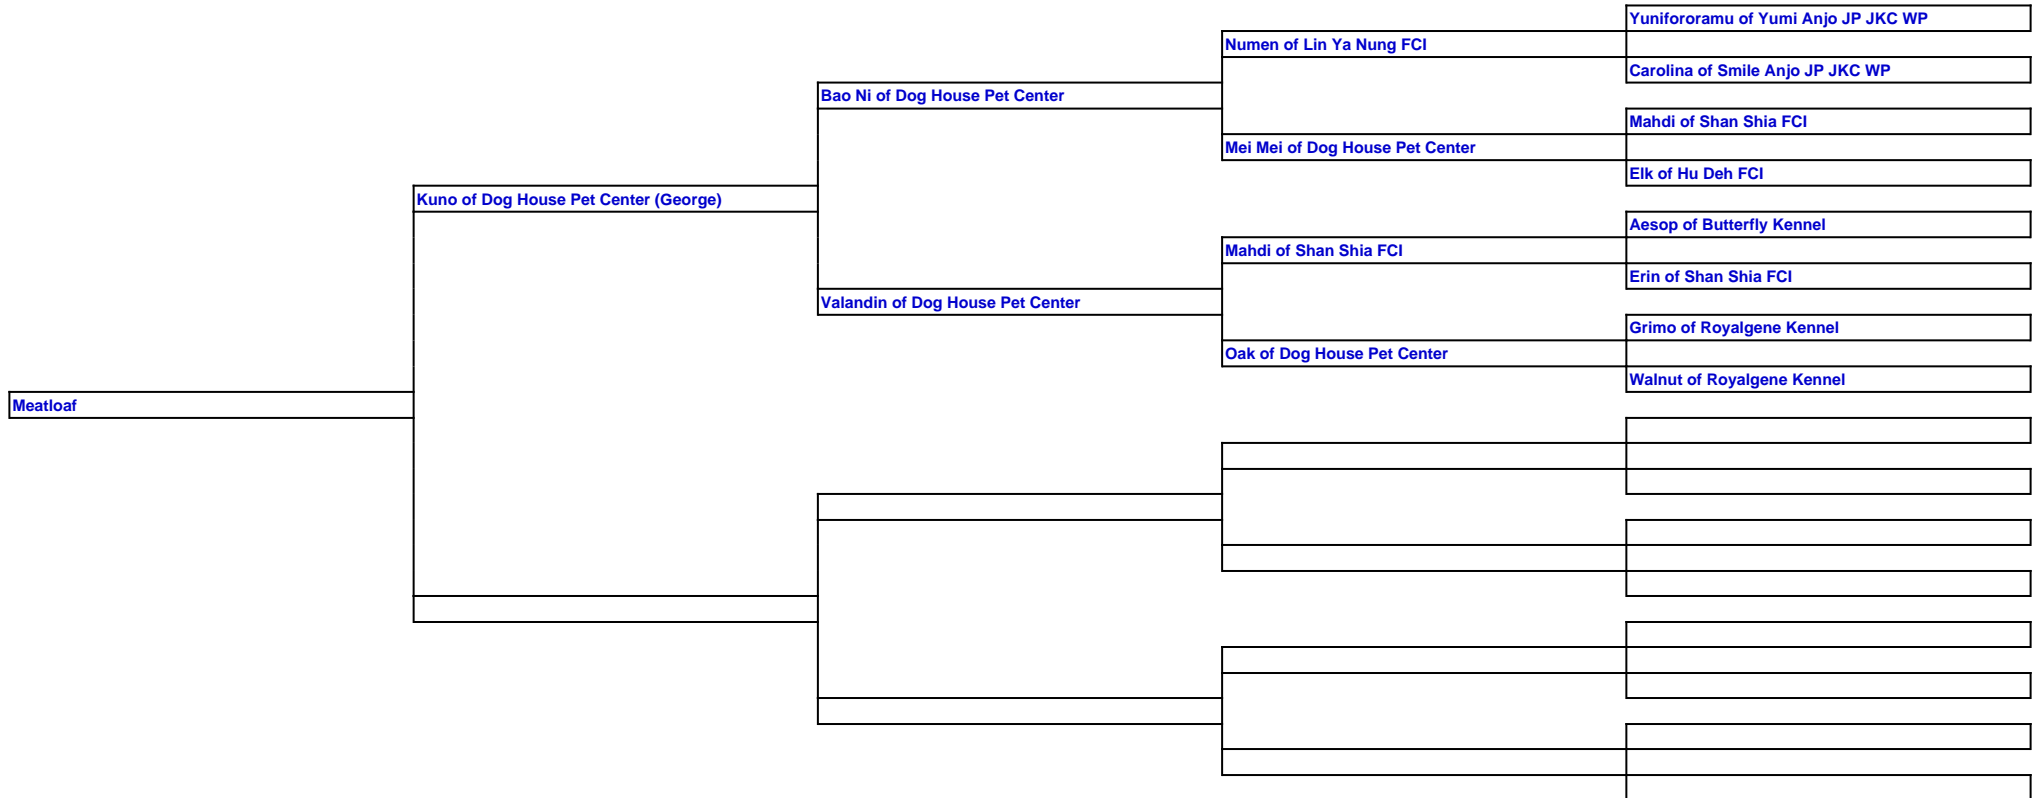 Yunifororamu of Yumi Anjo JP JKC WP
Numen of Lin Ya Nung FCI
Carolina of Smile Anjo JP JKC WP
Bao Ni of Dog House Pet Center
Mahdi of Shan Shia FCI
Mei Mei of Dog House Pet Center
Elk of Hu Deh FCI
Kuno of Dog House Pet Center (George)
Aesop of Butterfly Kennel
Mahdi of Shan Shia FCI
Erin of Shan Shia FCI
Valandin of Dog House Pet Center
Grimo of Royalgene Kennel
Oak of Dog House Pet Center
Walnut of Royalgene Kennel
Meatloaf